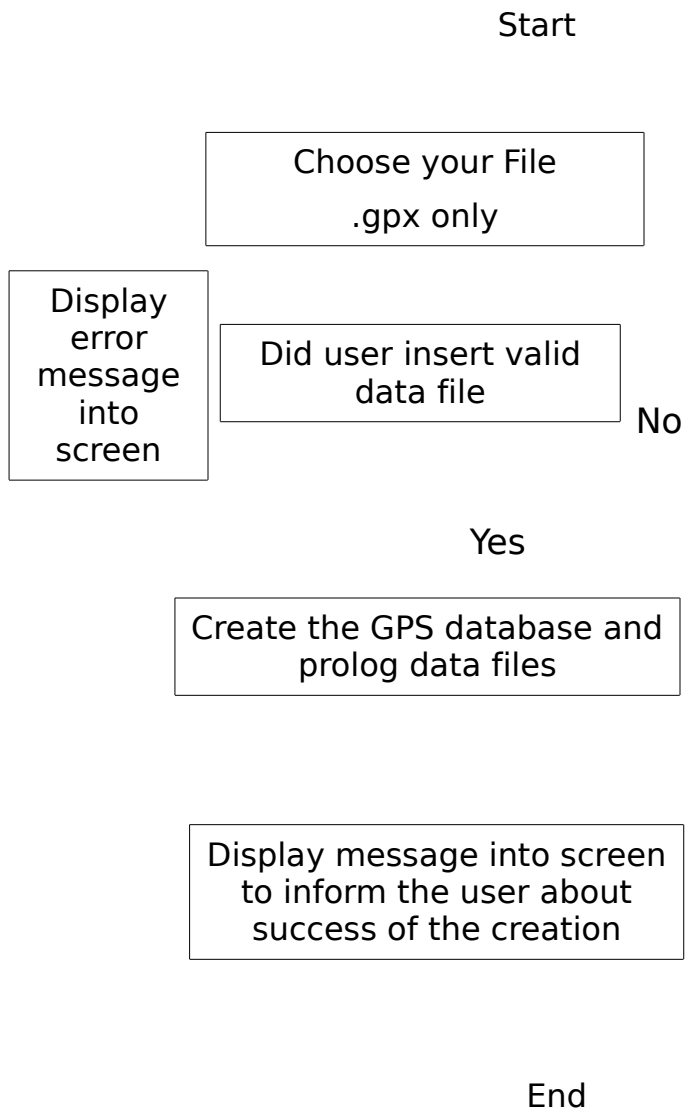 Start
Choose your File
.gpx only
Display
error
message
into
screen
Did user insert valid
data file
No
Yes
Create the GPS database and
prolog data files
Display message into screen
to inform the user about
success of the creation
End